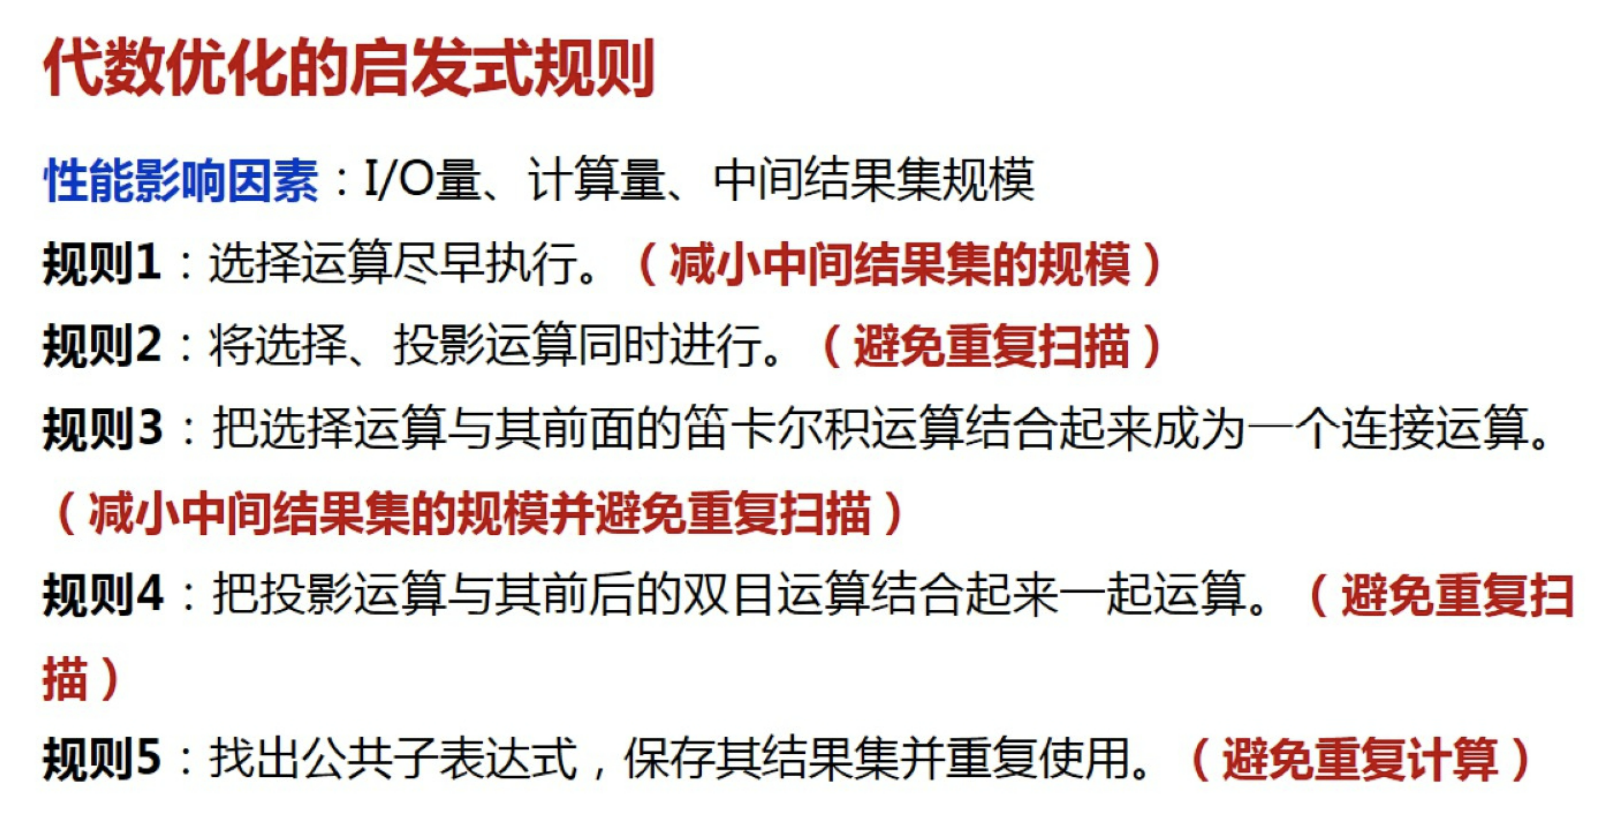 代数优化的启发式规则
性能影响因素：I/O量、计算量、中间结果集规模
规则1：选择运算尽早执行。（减小中间结果集的规模）
规则2：将选择、投影运算同时进行。（避免重复扫描）
规则3：把选择运算与其前面的笛卡尔积运算结合起来成为一个连接运算。
（减小中间结果集的规模并避免重复扫描）
规则4：把投影运算与其前后的双目运算结合起来一起运算。（避免重复扫
描）
规则5：找出公共子表达式，保存其结果集并重复使用。（避免重复计算）